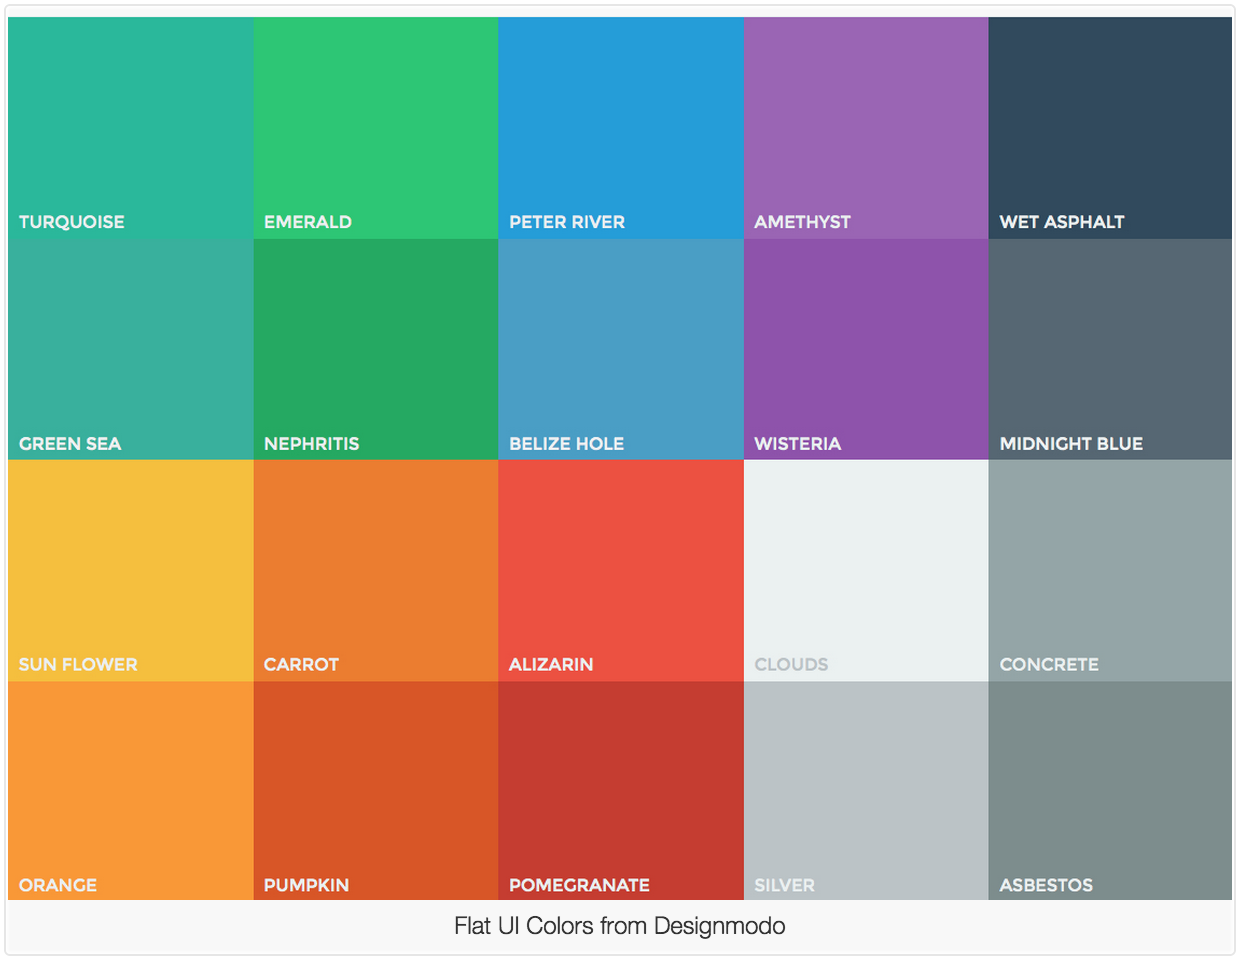 TURQUOISE
EMERALD
PETER RIVER
AMETHYST
WET ASPHALT
GREEN SEA
NEPHRITIS
BELIZE HOLE
WISTERIA
MIDNIGHT BLUE
SUN FLOWER
CARROT
ALIZARIN
CLOUDS
CONCRETE
ORANGE
PUMPKIN
POMEGRANATE
SILVER
ASBESTOS
Flat UI Colors from Designmodo